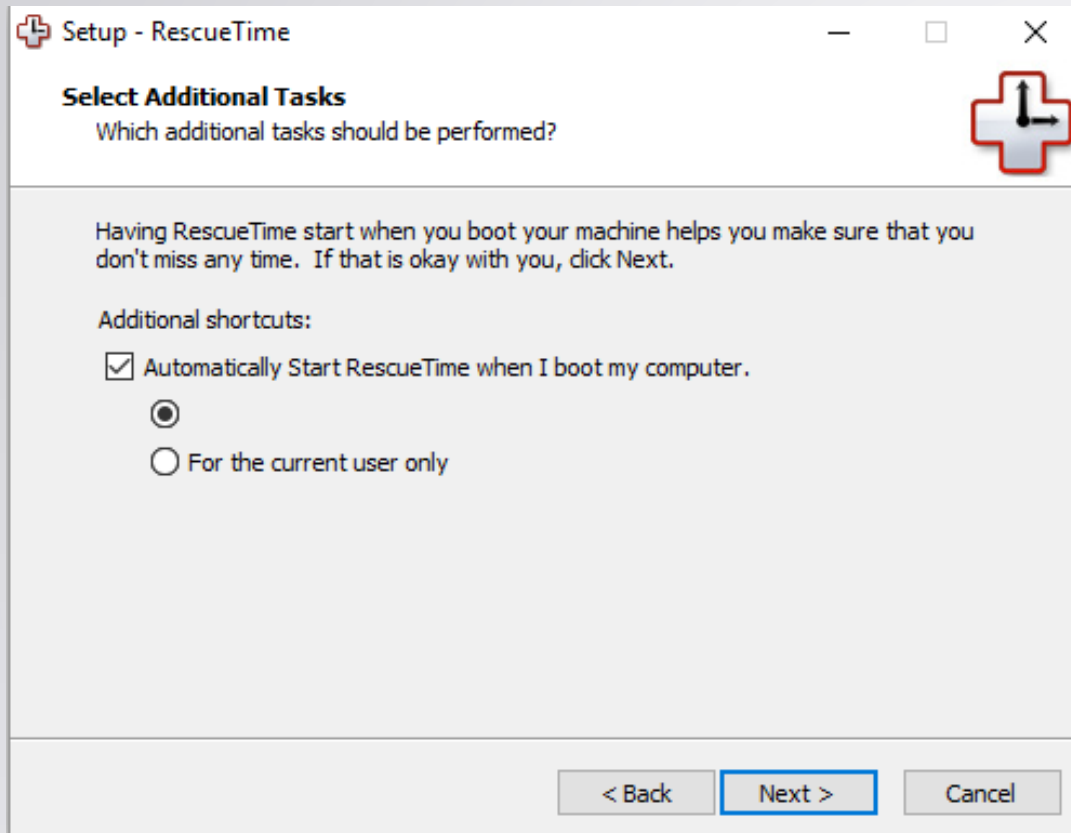 Setup - RescueTime
Select Additional Tasks
Which additional tasks should be performed?
Having RescueTime start when you boot your machine helps you make sure that you
don't miss any time.  If that is okay with you, click Next.
Additional shortcuts:
Automatically Start RescueTime when I boot my computer.
For the current user only
< Back
Next >
Cancel